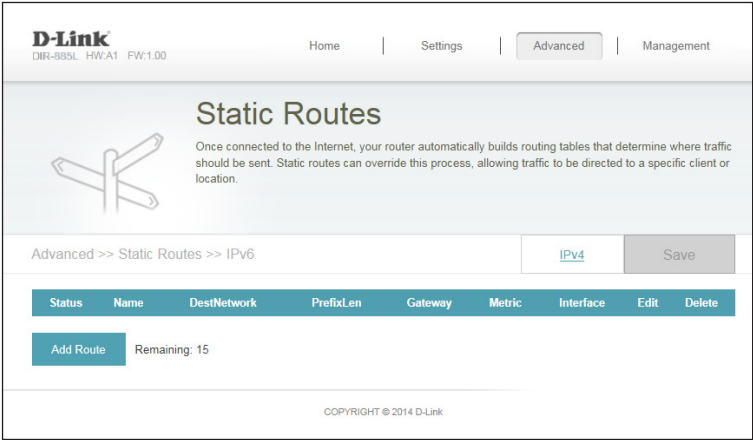 D-Link
DIR-885L HW:A1 FW:1.00
Home
Settings
Advanced
Management
Static Routes
Once connected to the Internet, your router automatically builds routing tables that determine where traffic
should be sent. Static routes can override this process, allowing traffic to be directed to a specific client or
location.
Advanced >> Static Routes >> IPv6
IPv4
Save
Status Name DestNetwork PrefixLen Gateway Metric Interface Edit Delete
Add Route
Remaining: 15
COPYRIGHT © 2014 D-Link